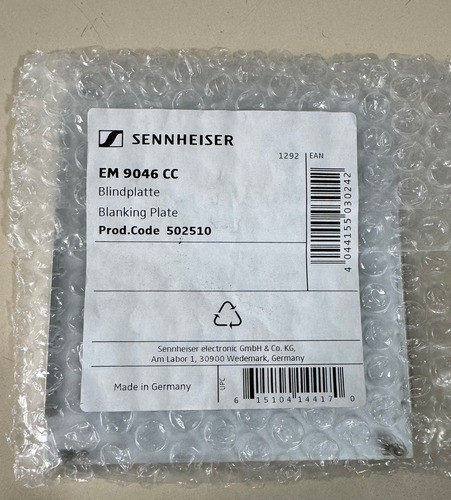 SENNHEISER
1292 EAN
EM 9046 CC
Blindplatte
Blanking Plate
Prod.Code 502510
4 044155 030242
Sennheiser electronic GmbH & Co. KG,
Am Labor 1, 30900 Wedemark, Germany
Made in Germany
UPC
6 15104 14417 0